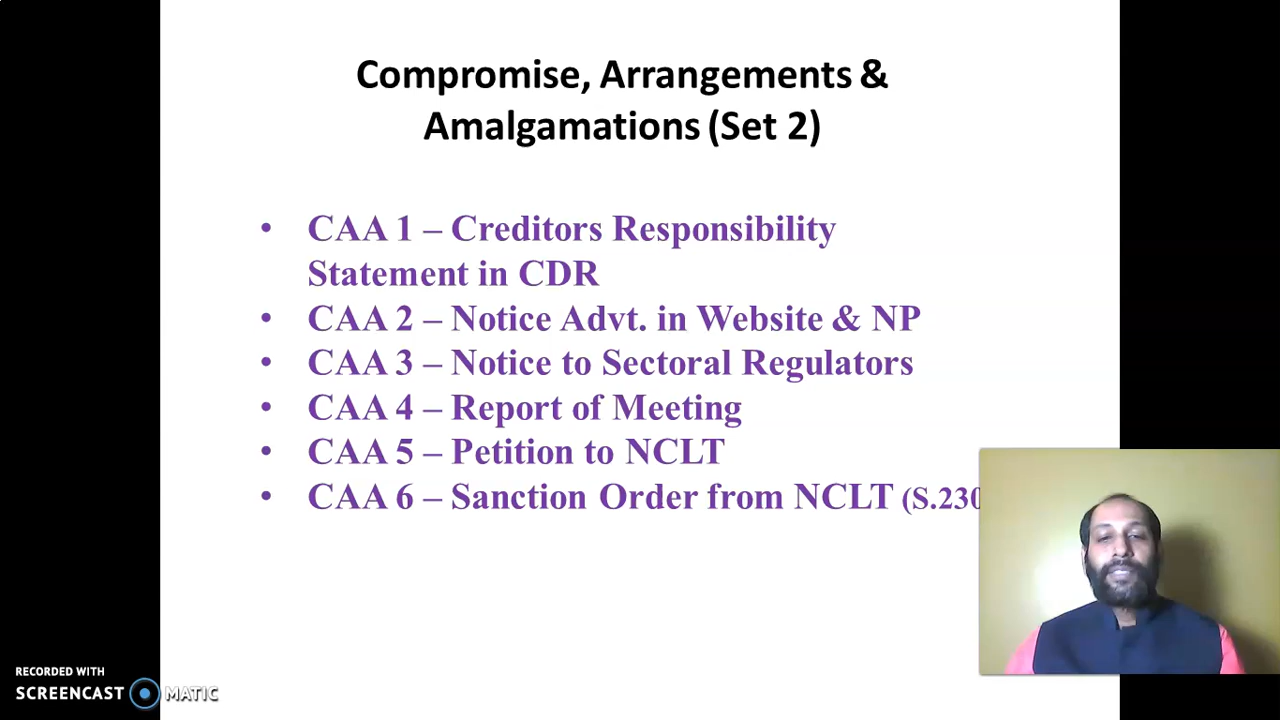 Compromise, Arrangements &
Amalgamations (Set 2)
• CAA 1 – Creditors Responsibility
Statement in CDR
• CAA 2 – Notice Advt. in Website & NP
• CAA 3 – Notice to Sectoral Regulators
• CAA 4 – Report of Meeting
• CAA 5 – Petition to NCLT
• CAA 6 – Sanction Order from NCLT (S.230
RECORDED WITH
SCREENCAST MATIC